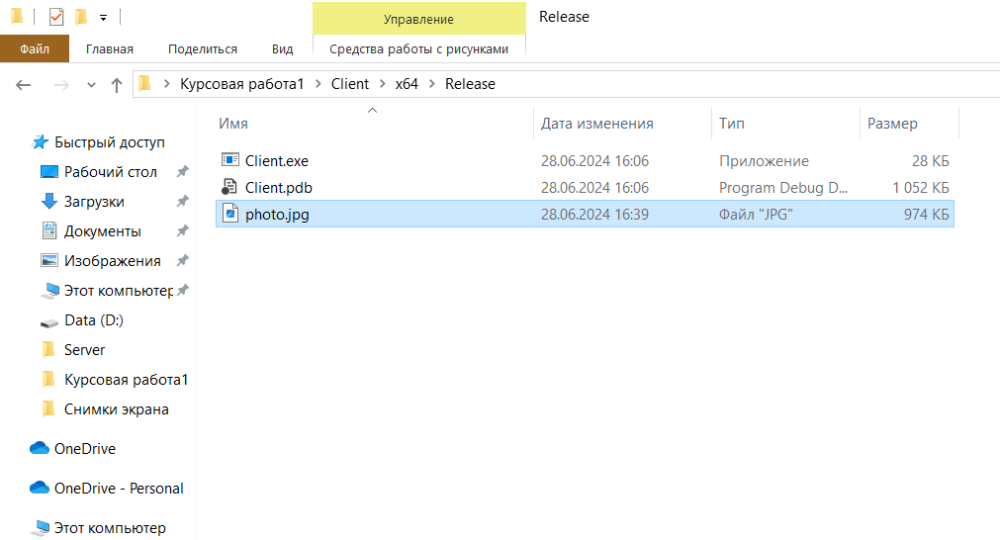 Управление Release
Файл Главная Поделиться Вид Средства работы с рисунками
Курсовая работа1 Client x64 Release
Имя Дата изменения Тип Размер
Client.exe 28.06.2024 16:06 Приложение 28 КБ
Client.pdb 28.06.2024 16:06 Program Debug D... 1 052 КБ
photo.jpg 28.06.2024 16:39 Файл "JPG" 974 КБ
Быстрый доступ
Рабочий стол
Загрузки
Документы
Изображения
Этот компьютер
Data (D:)
Server
Курсовая работа1
Снимки экрана
OneDrive
OneDrive - Personal
Этот компьютер